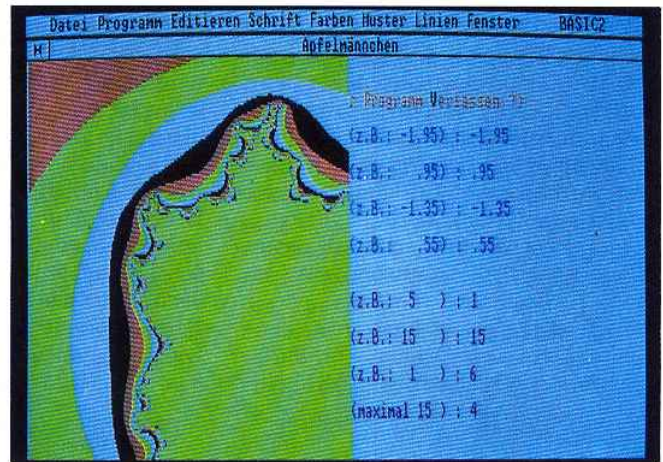 Datei Programm Editieren Schrift Farben Muster Linien Fenster BASIC2
Apfelmännchen
Programm Verlassen
(z.B.: -1.95) : -1.95
(z.B.: .95) : .95
(z.B.: -1.35) : -1.35
(z.B.: .55) : .55
(z.B.: 5 ) : 1
(z.B.: 15 ) : 15
(z.B.: 1 ) : 6
(maximal 15 ) : 4